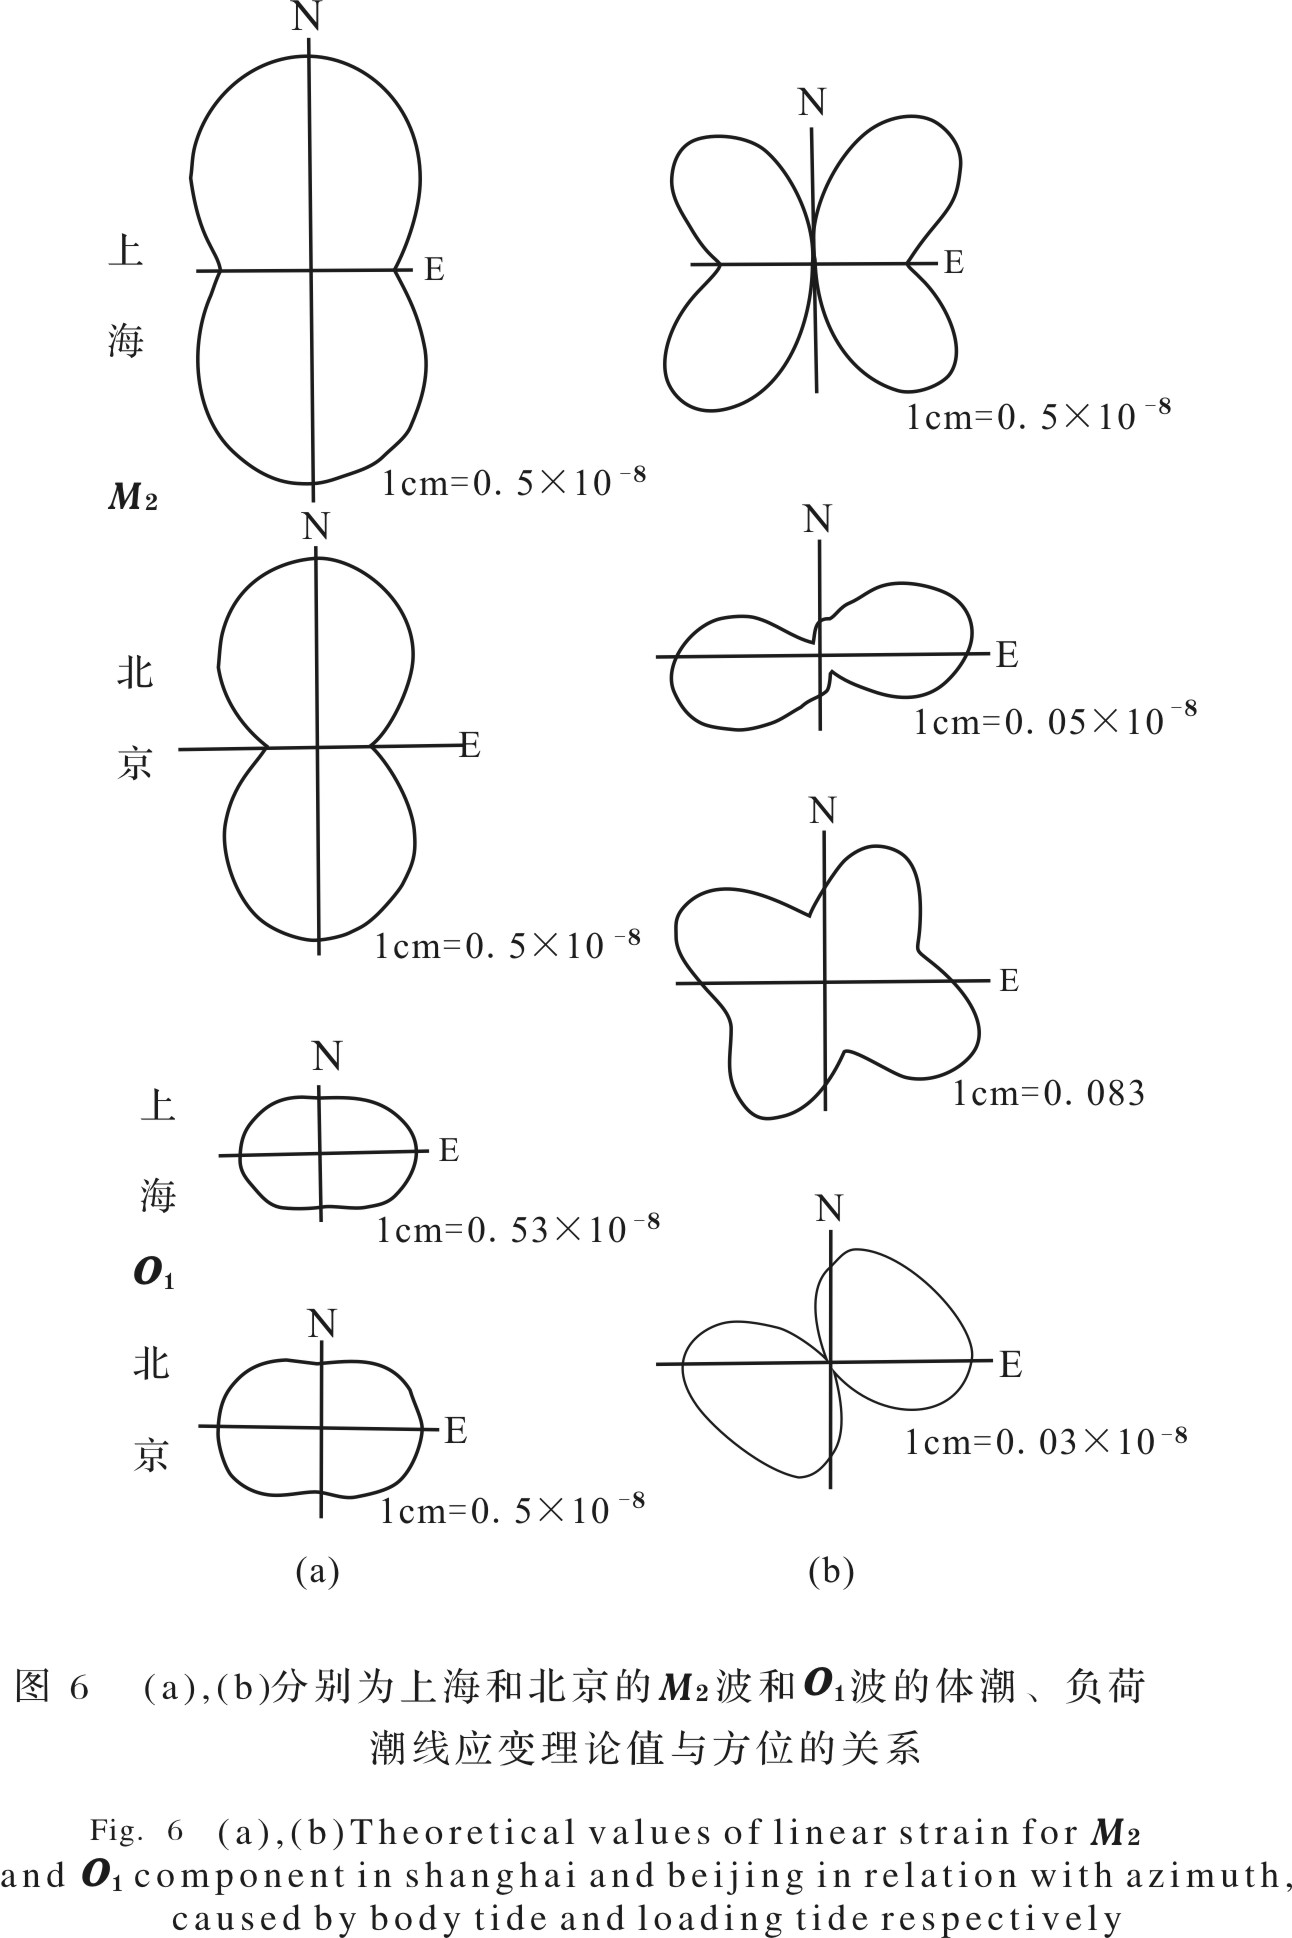 N
N
上
海
E
E
1cm=0. 5×10⁻⁸
M₂
1cm=0. 5×10⁻⁸
N
N
北
京
E
E
1cm=0. 05×10⁻⁸
N
1cm=0. 5×10⁻⁸
E
N
上
海
E
1cm=0. 083
N
1cm=0. 53×10⁻⁸
O₁
N
北
京
E
E
1cm=0. 03×10⁻⁸
1cm=0. 5×10⁻⁸
(a)
(b)
图 6 (a),(b)分别为上海和北京的M₂波和O₁波的体潮、负荷
潮线应变理论值与方位的关系
Fig. 6 (a),(b)Theoretical values of linear strain for M₂
and O₁ component in shanghai and beijing in relation with azimuth,
caused by body tide and loading tide respectively